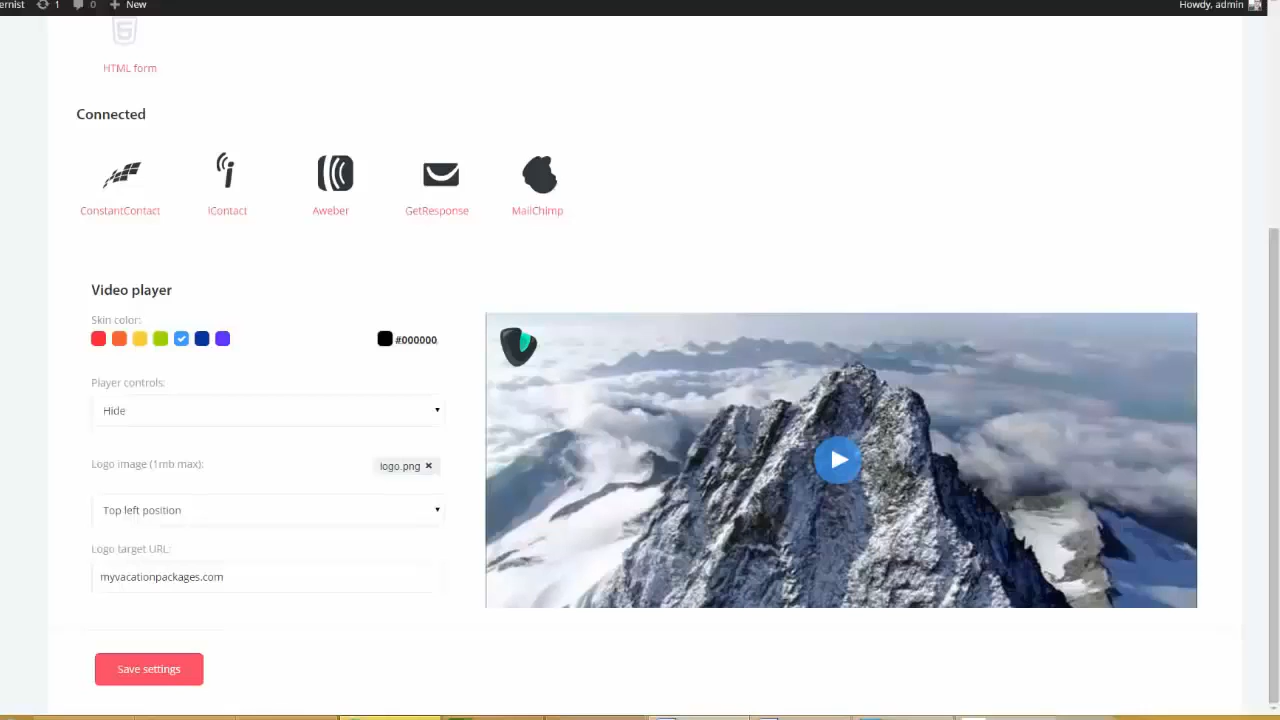 ernist 1 0 New Howdy, admin
HTML form
Connected
ConstantContact iContact Aweber GetResponse MailChimp
Video player
Skin color:
#000000
Player controls:
Hide
Logo image (1mb max): logo.png
Top left position
Logo target URL:
myvacationpackages.com
Save settings